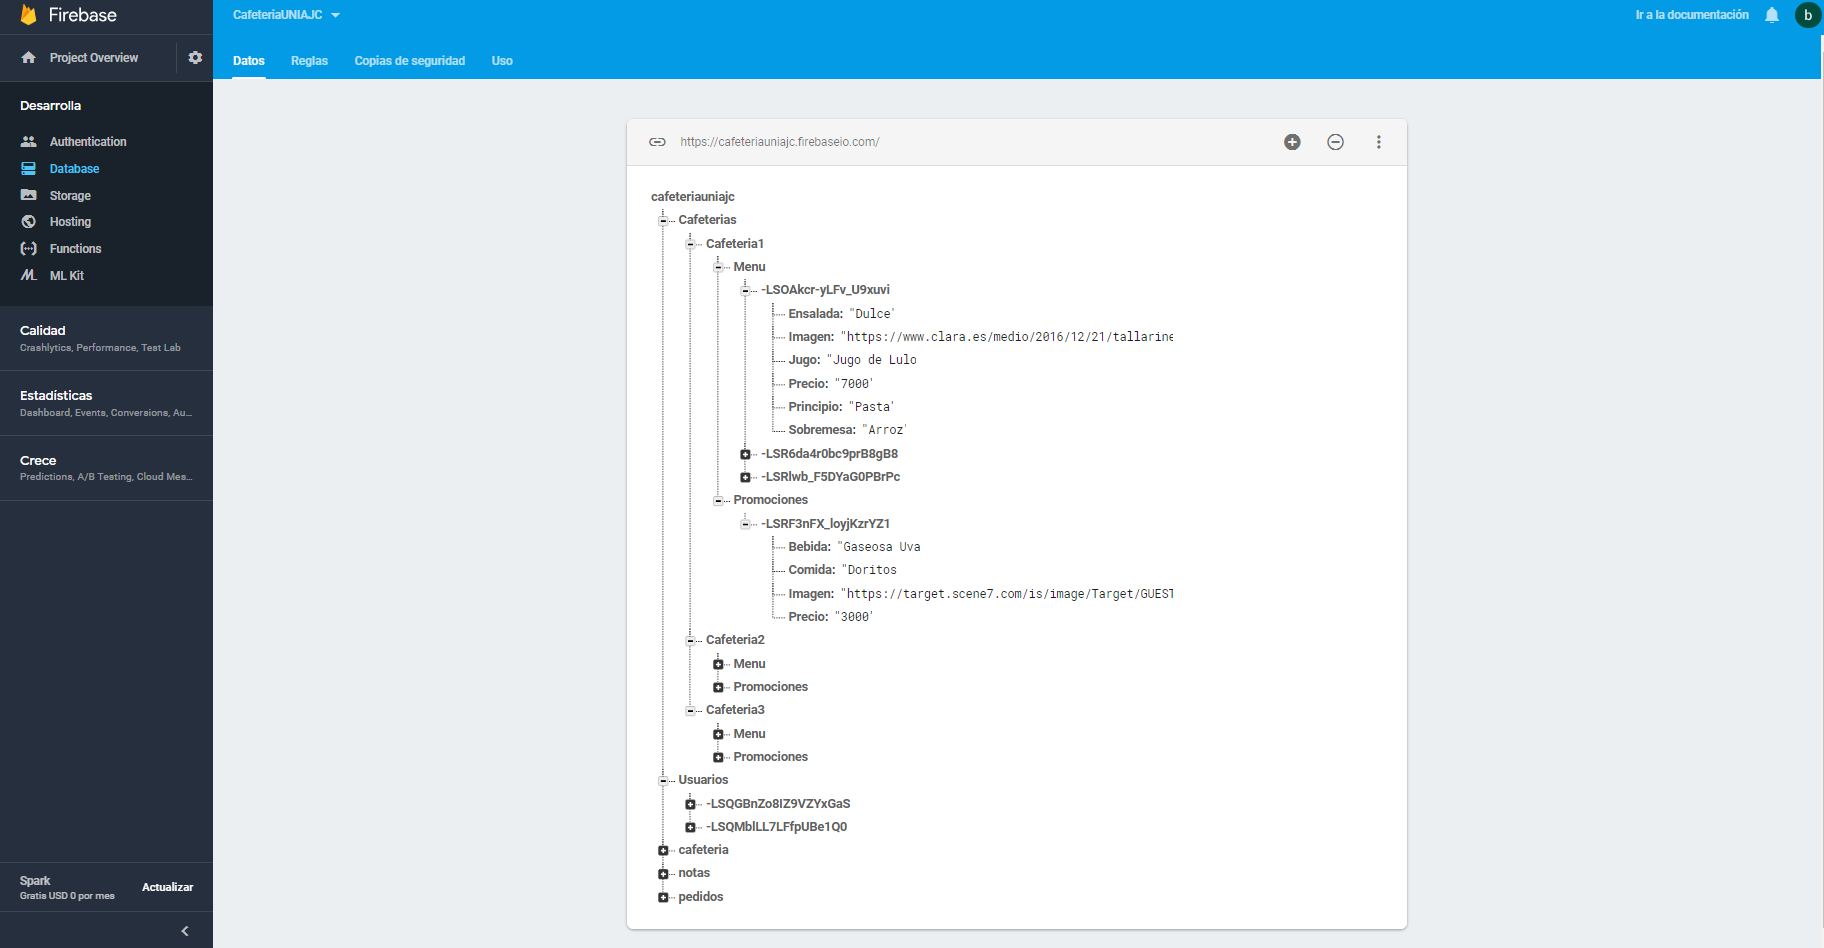 Firebase
CafeteriaUNIAJC
Ir a la documentación
b
Project Overview
Datos
Reglas
Copias de seguridad
Uso
Desarrolla
Authentication
Database
Storage
Hosting
Functions
ML Kit
Calidad
Crashlytics, Performance, Test Lab
Estadísticas
Dashboard, Events, Conversions, Au...
Crece
Predictions, A/B Testing, Cloud Mes...
Spark
Gratis USD 0 por mes
Actualizar
https://cafeteriauniajc.firebaseio.com/
cafeteriauniajc
Cafeterias
Cafeteria1
Menu
-LSOAkcr-yLFv_U9xuvi
Ensalada: "Dulce"
Imagen: "https://www.clara.es/medio/2016/12/21/tallarine
Jugo: "Jugo de Lulo
Precio: "7000"
Principio: "Pasta"
Sobremesa: "Arroz"
-LSR6da4r0bc9prB8gB8
-LSRlwb_F5DYaG0PBrPc
Promociones
-LSRF3nFX_loyjKzrYZ1
Bebida: "Gaseosa Uva
Comida: "Doritos
Imagen: "https://target.scene7.com/is/image/Target/GUEST
Precio: "3000"
Cafeteria2
Menu
Promociones
Cafeteria3
Menu
Promociones
Usuarios
-LSQGBnZo8IZ9VZYxGaS
-LSQMblLL7LFfpUBe1Q0
cafeteria
notas
pedidos